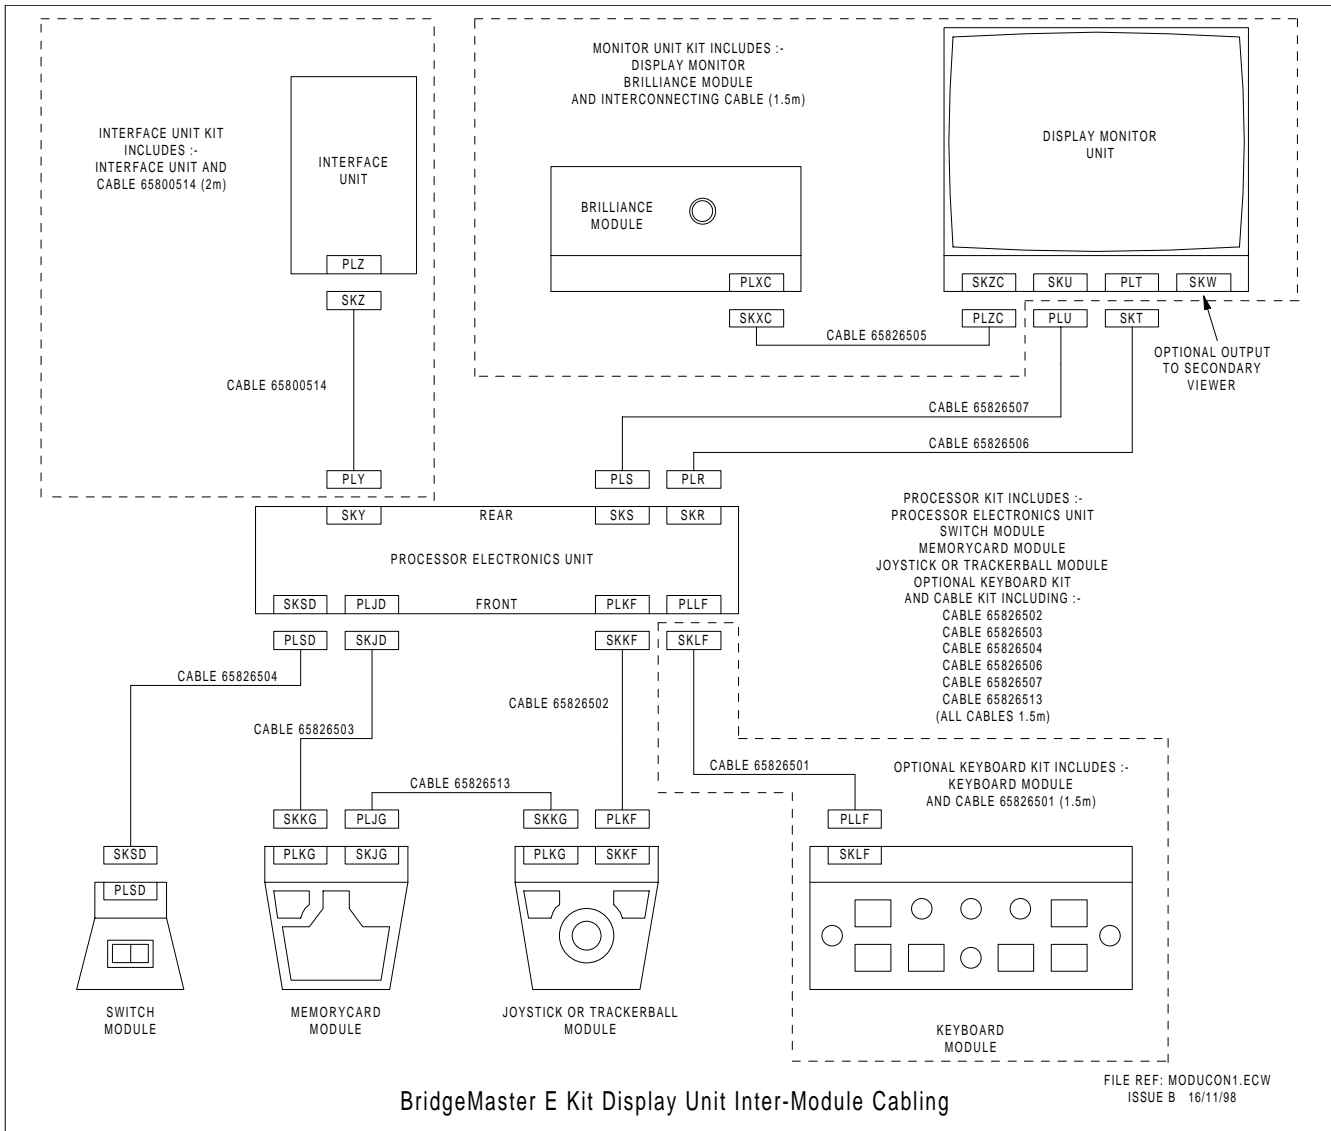 MONITOR UNIT KIT INCLUDES :-
DISPLAY MONITOR
BRILLIANCE MODULE
AND INTERCONNECTING CABLE (1.5m)
INTERFACE UNIT KIT
INCLUDES :-
INTERFACE UNIT AND
CABLE 65800514 (2m)
INTERFACE
UNIT
PLZ
SKZ
CABLE 65800514
PLY
BRILLIANCE
MODULE
PLXC
SKXC
CABLE 65826505
DISPLAY MONITOR
UNIT
SKZC
SKU
PLT
SKW
PLZC
PLU
SKT
OPTIONAL OUTPUT
TO SECONDARY
VIEWER
CABLE 65826507
CABLE 65826506
PLS
PLR
SKY
REAR
SKS
SKR
PROCESSOR ELECTRONICS UNIT
SKSD
PLJD
FRONT
PLKF
PLLF
PLSD
SKJD
SKKF
SKLF
PROCESSOR KIT INCLUDES :-
PROCESSOR ELECTRONICS UNIT
SWITCH MODULE
MEMORYCARD MODULE
JOYSTICK OR TRACKERBALL MODULE
OPTIONAL KEYBOARD KIT
AND CABLE KIT INCLUDING :-
CABLE 65826502
CABLE 65826503
CABLE 65826504
CABLE 65826506
CABLE 65826507
CABLE 65826513
(ALL CABLES 1.5m)
CABLE 65826504
CABLE 65826503
CABLE 65826502
CABLE 65826513
CABLE 65826501
OPTIONAL KEYBOARD KIT INCLUDES :-
KEYBOARD MODULE
AND CABLE 65826501 (1.5m)
SKKG
PLJG
SKKG
PLKF
PLLF
SKSD
PLKG
SKJG
PLKG
SKKF
SKLF
PLSD
SWITCH
MODULE
MEMORYCARD
MODULE
JOYSTICK OR TRACKERBALL
MODULE
KEYBOARD
MODULE
BridgeMaster E Kit Display Unit Inter-Module Cabling
FILE REF: MODUCON1.ECW
ISSUE B 16/11/98